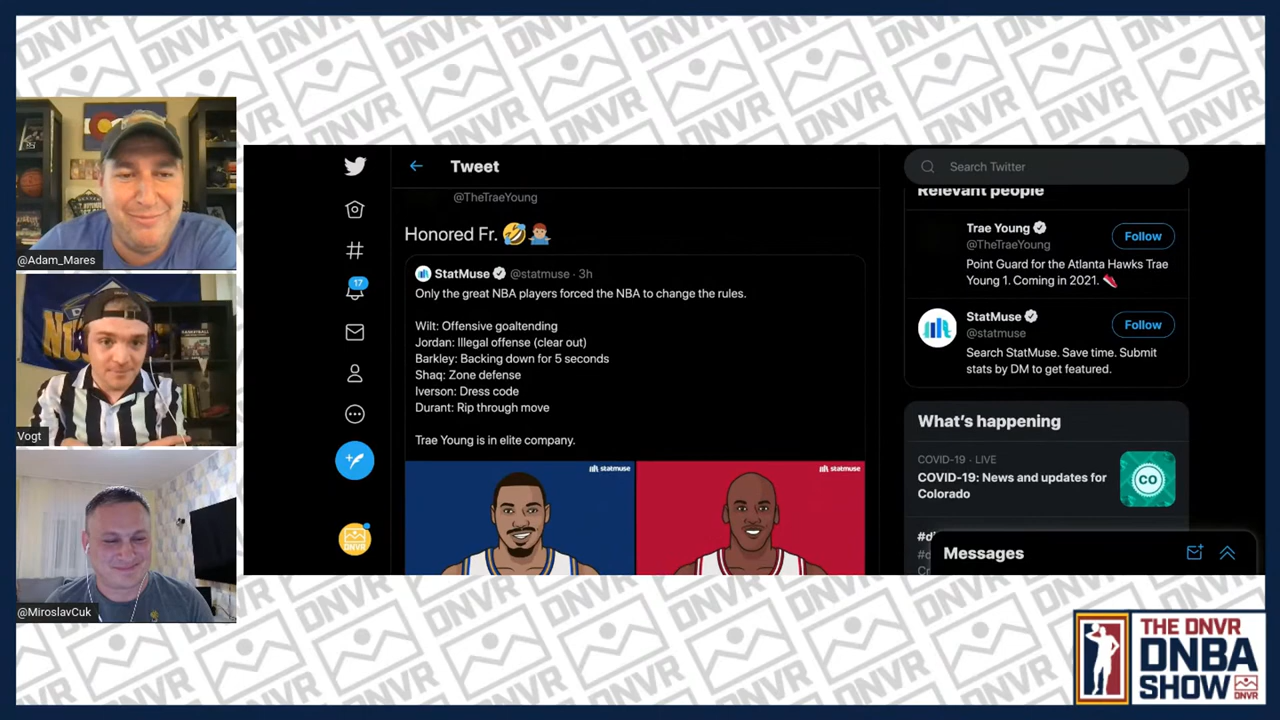 @Adam_Mares
Vogt
@MiroslavCuk
Tweet
@TheTraeYoung
Honored Fr. 🤣🤷🏽‍♂️
StatMuse @statmuse · 3h
Only the great NBA players forced the NBA to change the rules.
Wilt: Offensive goaltending
Jordan: Illegal offense (clear out)
Barkley: Backing down for 5 seconds
Shaq: Zone defense
Iverson: Dress code
Durant: Rip through move
Trae Young is in elite company.
statmuse
statmuse
17
DNVR
Search Twitter
Relevant people
Trae Young
@TheTraeYoung
Follow
Point Guard for the Atlanta Hawks Trae
Young 1. Coming in 2021. 👟
StatMuse
@statmuse
Follow
Search StatMuse. Save time. Submit
stats by DM to get featured.
What's happening
COVID-19 · LIVE
COVID-19: News and updates for
Colorado
CO
Messages
THE DNVR
DNBA
SHOW
DNVR